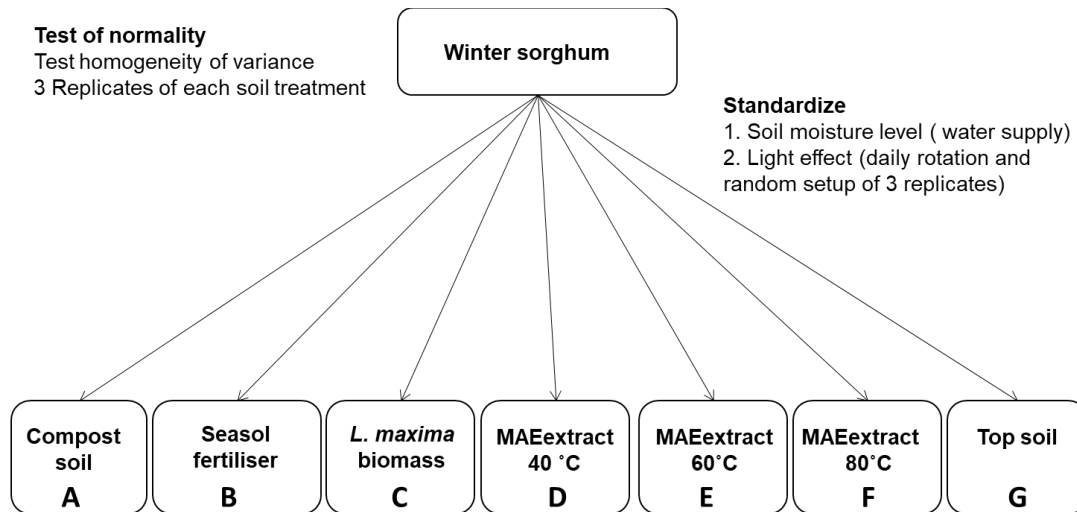 Test of normality
Test homogeneity of variance
3 Replicates of each soil treatment
Winter sorghum
Standardize
1. Soil moisture level ( water supply)
2. Light effect (daily rotation and
random setup of 3 replicates)
Compost
soil
A
Seasol
fertiliser
B
L. maxima
biomass
C
MAEextract
40 ˚C
D
MAEextract
60˚C
E
MAEextract
80˚C
F
Top soil
G